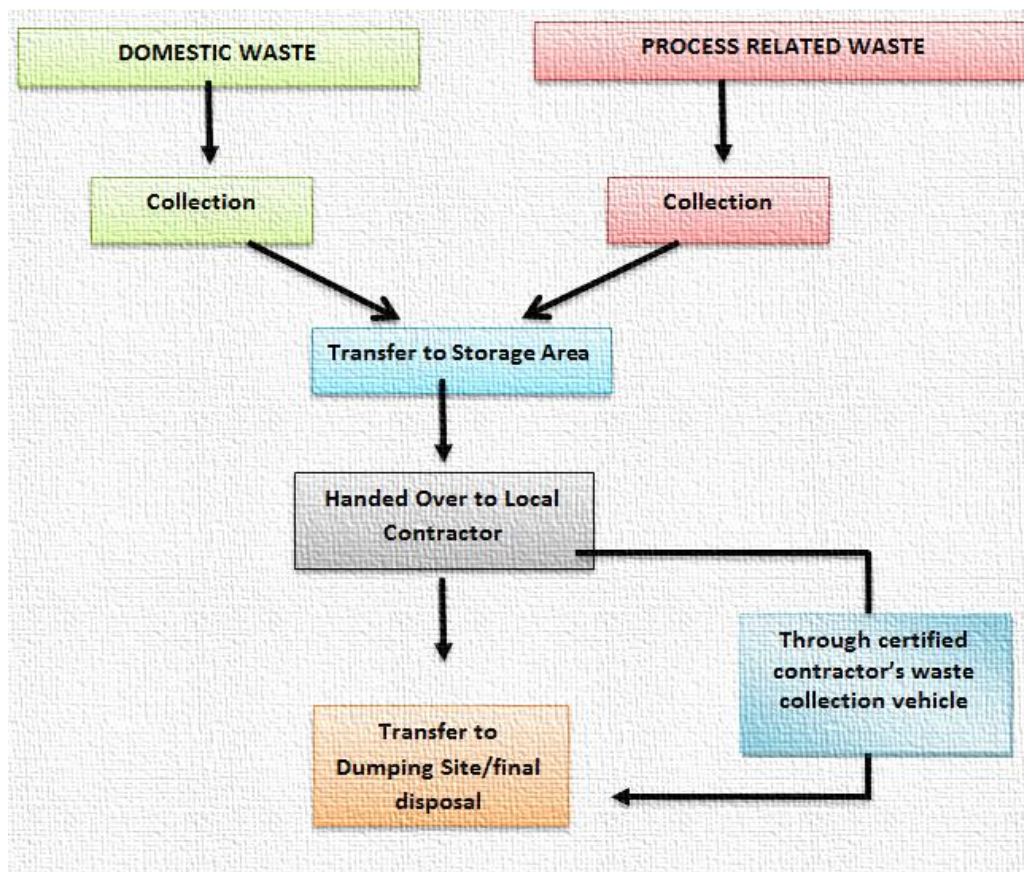 DOMESTIC WASTE
PROCESS RELATED WASTE
Collection
Collection
Transfer to Storage Area
Handed Over to Local
Contractor
Through certified
contractor’s waste
collection vehicle
Transfer to
Dumping Site/final
disposal